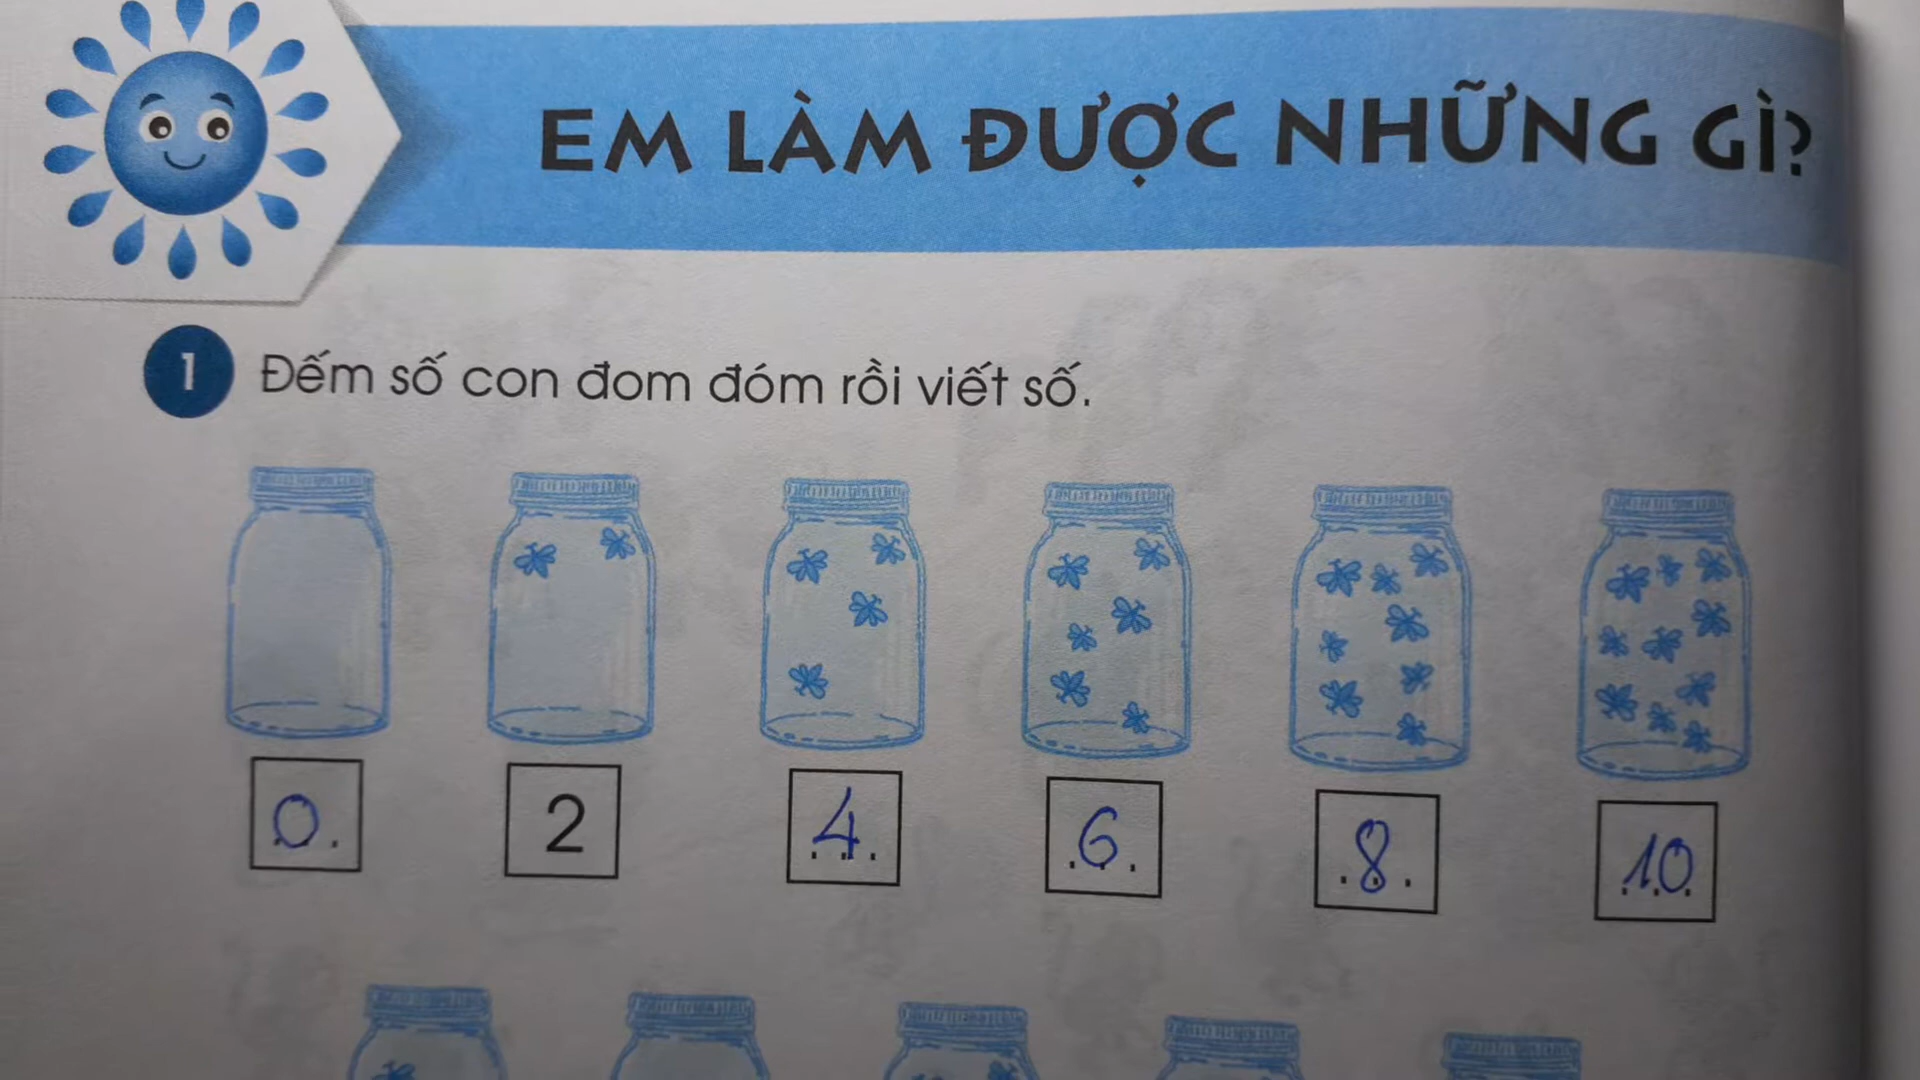 EM LÀM ĐƯỢC NHỮNG GÌ?
1 Đếm số con đom đóm rồi viết số.
0 2 4 6 8 10